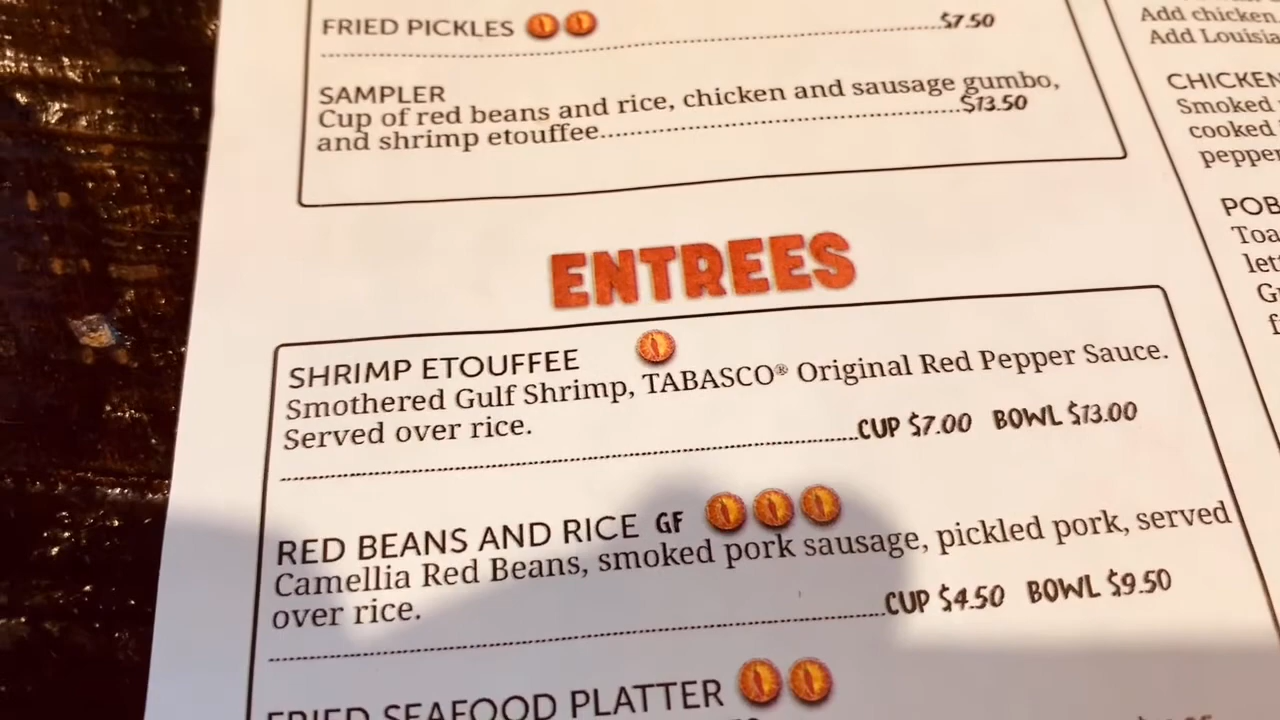 FRIED PICKLES
$7.50
SAMPLER
Cup of red beans and rice, chicken and sausage gumbo,
and shrimp etouffee. $13.50
ENTREES
SHRIMP ETOUFFEE
Smothered Gulf Shrimp, TABASCO® Original Red Pepper Sauce.
Served over rice.
CUP $7.00 BOWL $13.00
RED BEANS AND RICE GF
Camellia Red Beans, smoked pork sausage, pickled pork, served
over rice.
CUP $4.50 BOWL $9.50
FRIED SEAFOOD PLATTER
Add chicken
Add
CHICKEN
Smoked
cooked